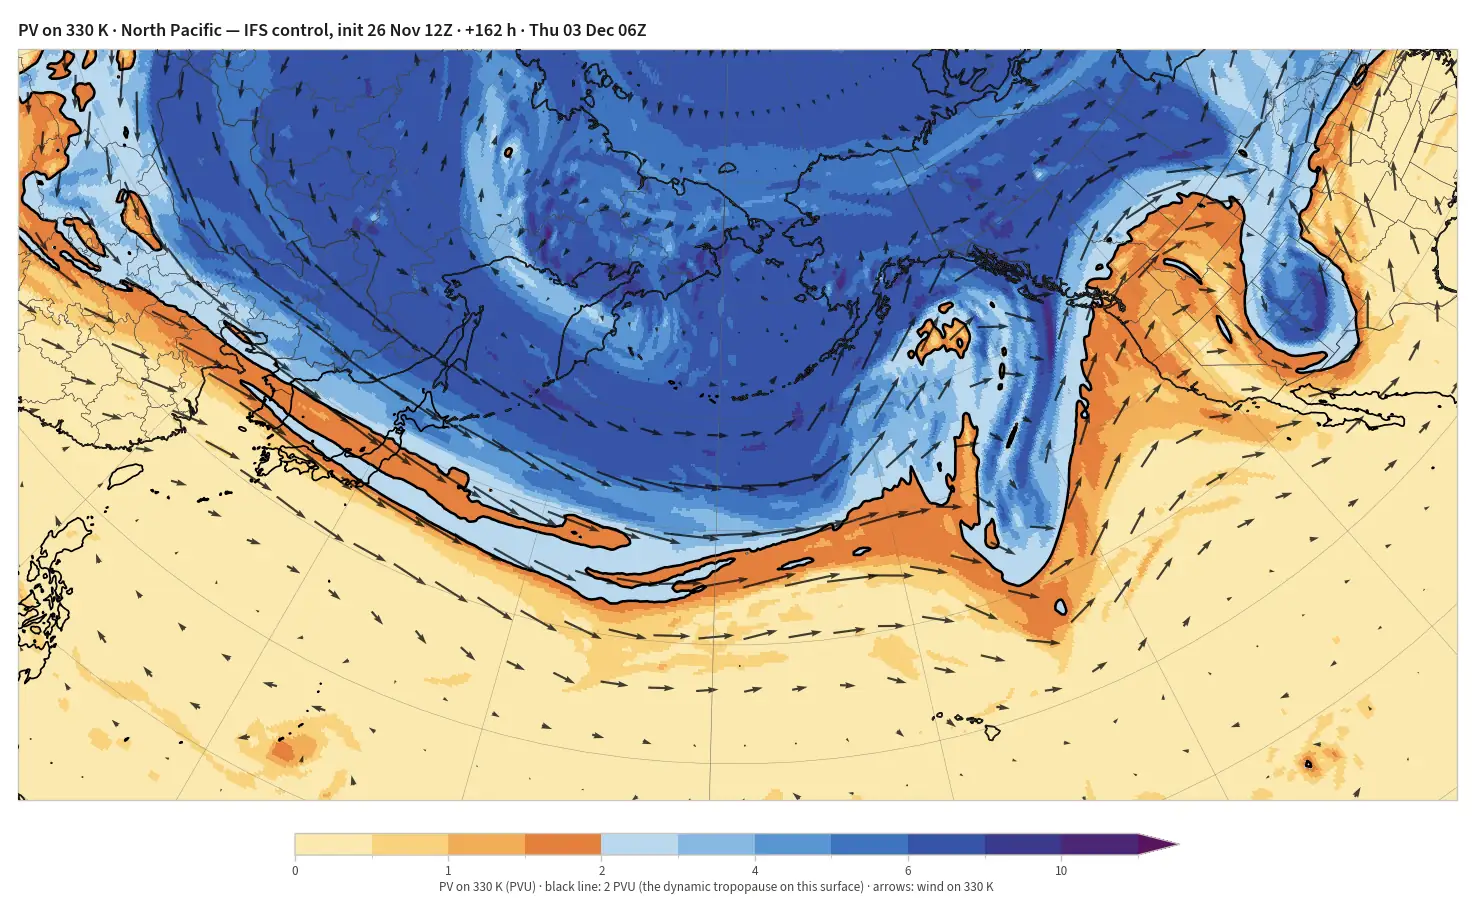 PV on 330 K · North Pacific — IFS control, init 26 Nov 12Z · +162 h · Thu 03 Dec 06Z
0 1 2 4 6 10
PV on 330 K (PVU) · black line: 2 PVU (the dynamic tropopause on this surface) · arrows: wind on 330 K